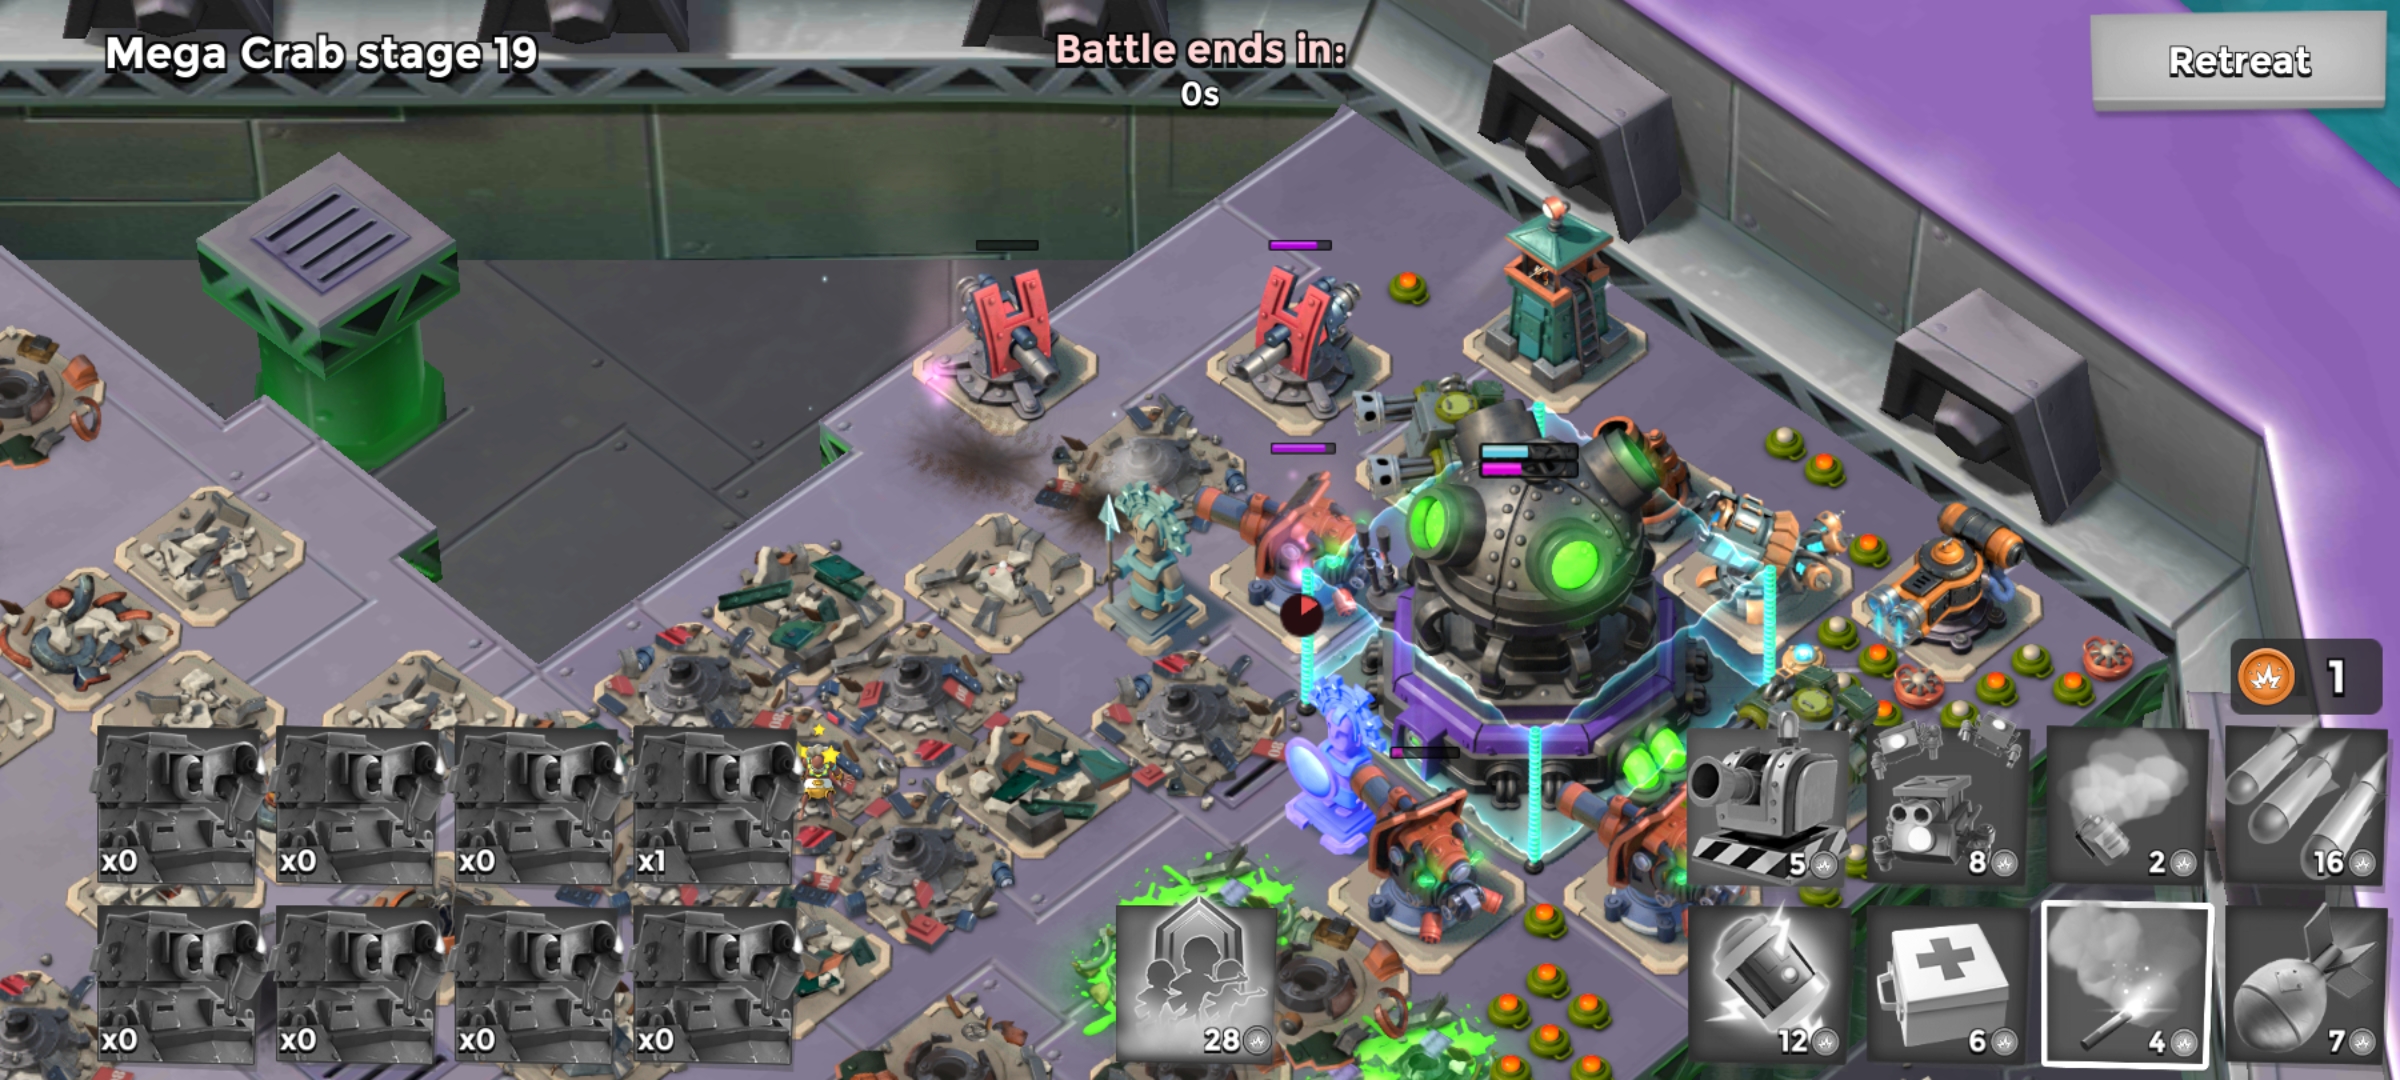 Mega Crab stage 19
Battle ends in:
0s
Retreat
1
x0
x0
x0
x1
5
8
2
16
x0
x0
x0
x0
28
12
6
4
7